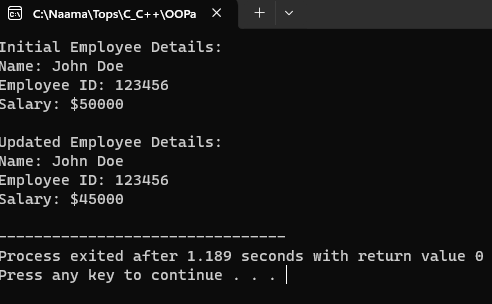 C:\Naama\Tops\C_C++\OOPa
Initial Employee Details:
Name: John Doe
Employee ID: 123456
Salary: $50000
Updated Employee Details:
Name: John Doe
Employee ID: 123456
Salary: $45000
--------------------------------
Process exited after 1.189 seconds with return value 0
Press any key to continue . . .